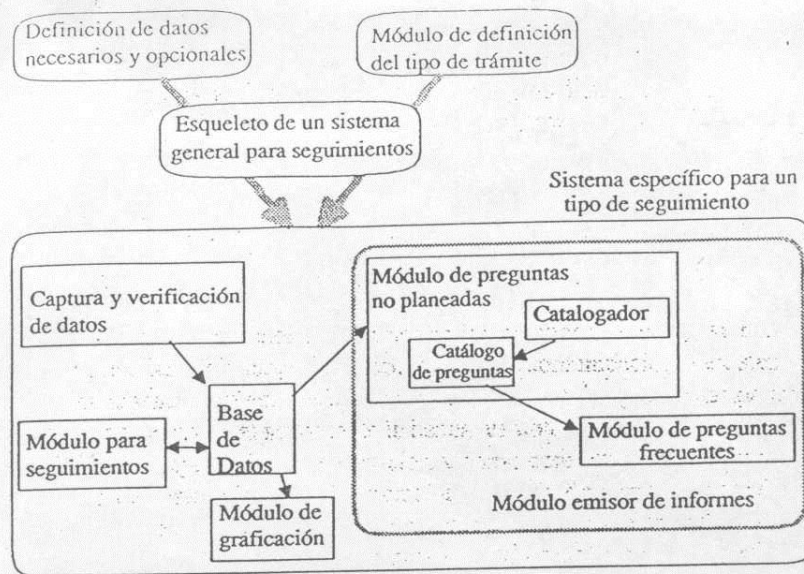 Definición de datos
necesarios y opcionales
Módulo de definición
del tipo de trámite
Esqueleto de un sistema
general para seguimientos
Sistema específico para un
tipo de seguimiento
Captura y verificación
de datos
Módulo de preguntas
no planeadas
Catalogador
Catálogo
de preguntas
Base
de
Datos
Módulo para
seguimientos
Módulo de preguntas
frecuentes
Módulo de
graficación
Módulo emisor de informes